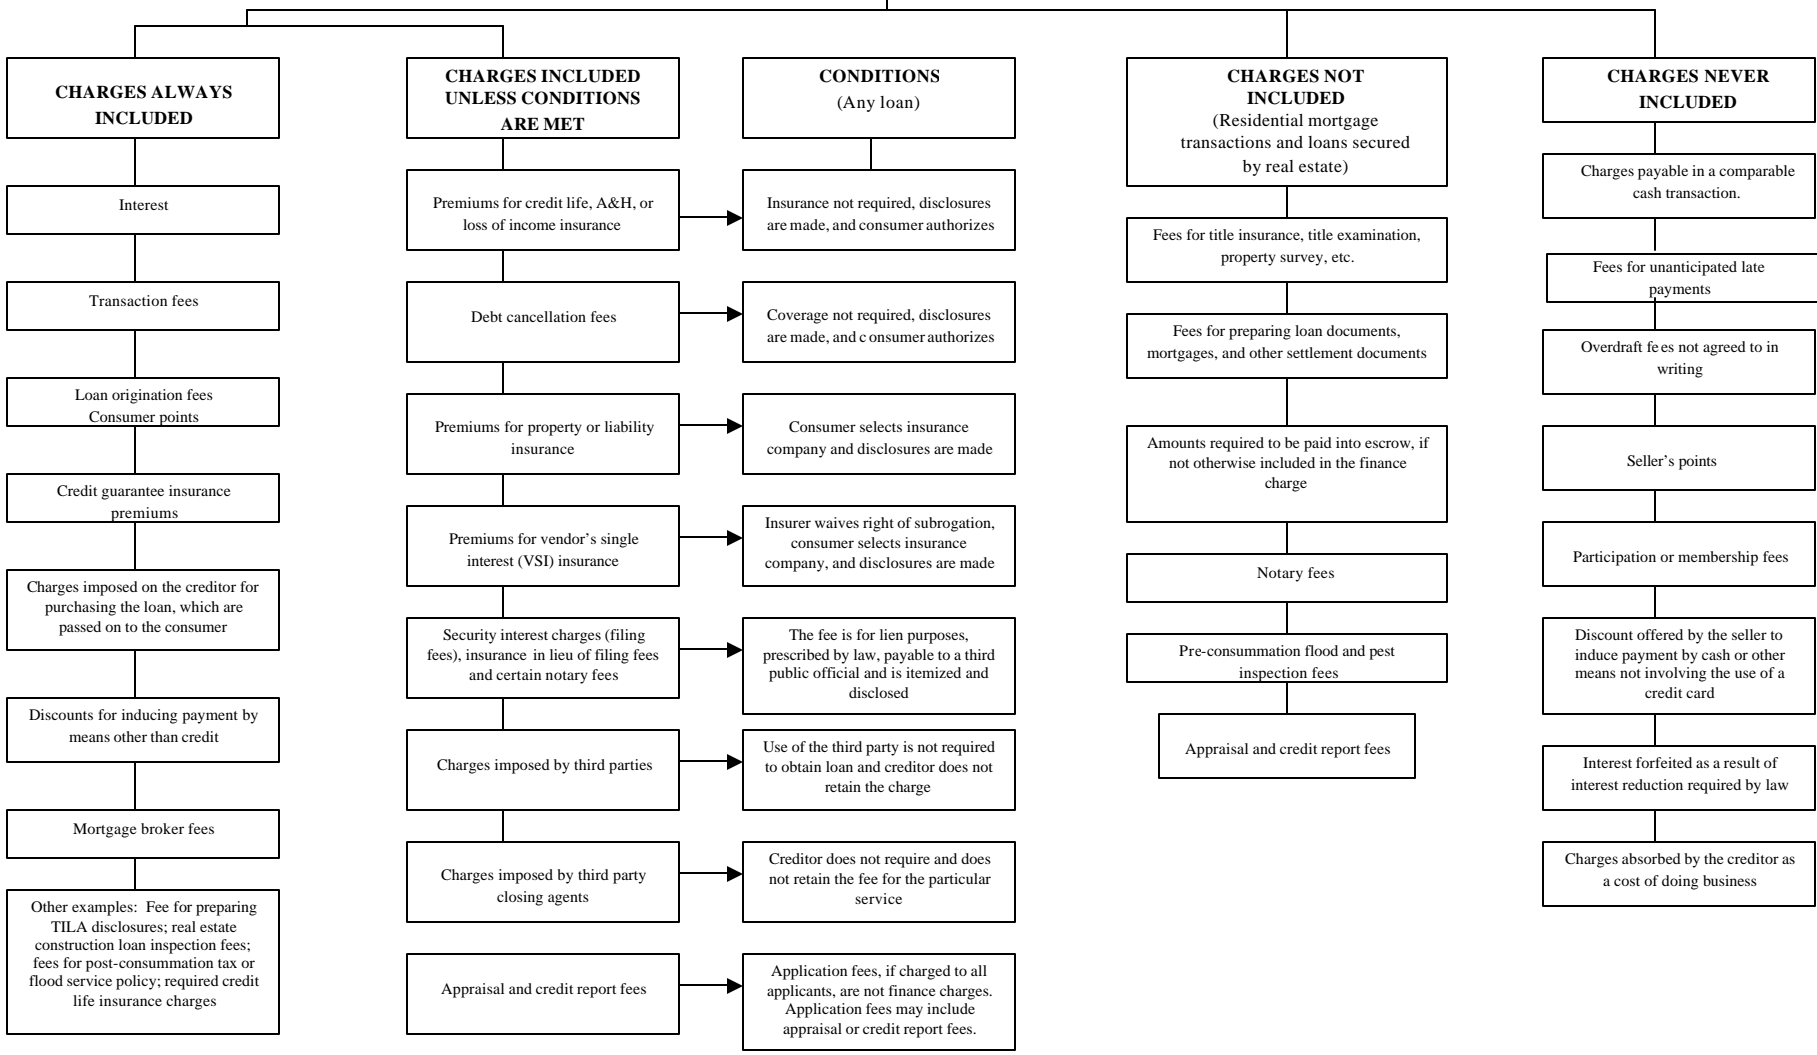 CHARGES ALWAYS
INCLUDED
Interest
Transaction fees
Loan origination fees
Consumer points
Credit guarantee insurance
premiums
Charges imposed on the creditor for
purchasing the loan, which are
passed on to the consumer
Discounts for inducing payment by
means other than credit
Mortgage broker fees
Other examples: Fee for preparing
TILA disclosures; real estate
construction loan inspection fees;
fees for post-consummation tax or
flood service policy; required credit
life insurance charges
CHARGES INCLUDED
UNLESS CONDITIONS
ARE MET
CONDITIONS
(Any loan)
Premiums for credit life, A&H, or
loss of income insurance
Insurance not required, disclosures
are made, and consumer authorizes
Debt cancellation fees
Coverage not required, disclosures
are made, and consumer authorizes
Premiums for property or liability
insurance
Consumer selects insurance
company and disclosures are made
Premiums for vendor's single
interest (VSI) insurance
Insurer waives right of subrogation,
consumer selects insurance
company, and disclosures are made
Security interest charges (filing
fees), insurance in lieu of filing fees
and certain notary fees
The fee is for lien purposes,
prescribed by law, payable to a third
public official and is itemized and
disclosed
Charges imposed by third parties
Use of the third party is not required
to obtain loan and creditor does not
retain the charge
Charges imposed by third party
closing agents
Creditor does not require and does
not retain the fee for the particular
service
Appraisal and credit report fees
Application fees, if charged to all
applicants, are not finance charges.
Application fees may include
appraisal or credit report fees.
CHARGES NOT
INCLUDED
(Residential mortgage
transactions and loans secured
by real estate)
Fees for title insurance, title examination,
property survey, etc.
Fees for preparing loan documents,
mortgages, and other settlement documents
Amounts required to be paid into escrow, if
not otherwise included in the finance
charge
Notary fees
Pre-consummation flood and pest
inspection fees
Appraisal and credit report fees
CHARGES NEVER
INCLUDED
Charges payable in a comparable
cash transaction.
Fees for unanticipated late
payments
Overdraft fees not agreed to in
writing
Seller's points
Participation or membership fees
Discount offered by the seller to
induce payment by cash or other
means not involving the use of a
credit card
Interest forfeited as a result of
interest reduction required by law
Charges absorbed by the creditor as
a cost of doing business